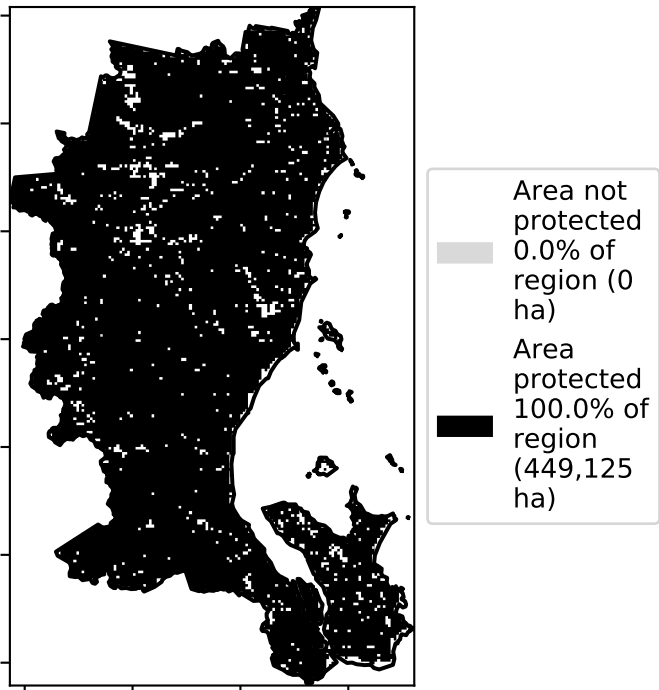 Area not
protected
0.0% of
region (0
ha)
Area
protected
100.0% of
region
(449,125
ha)